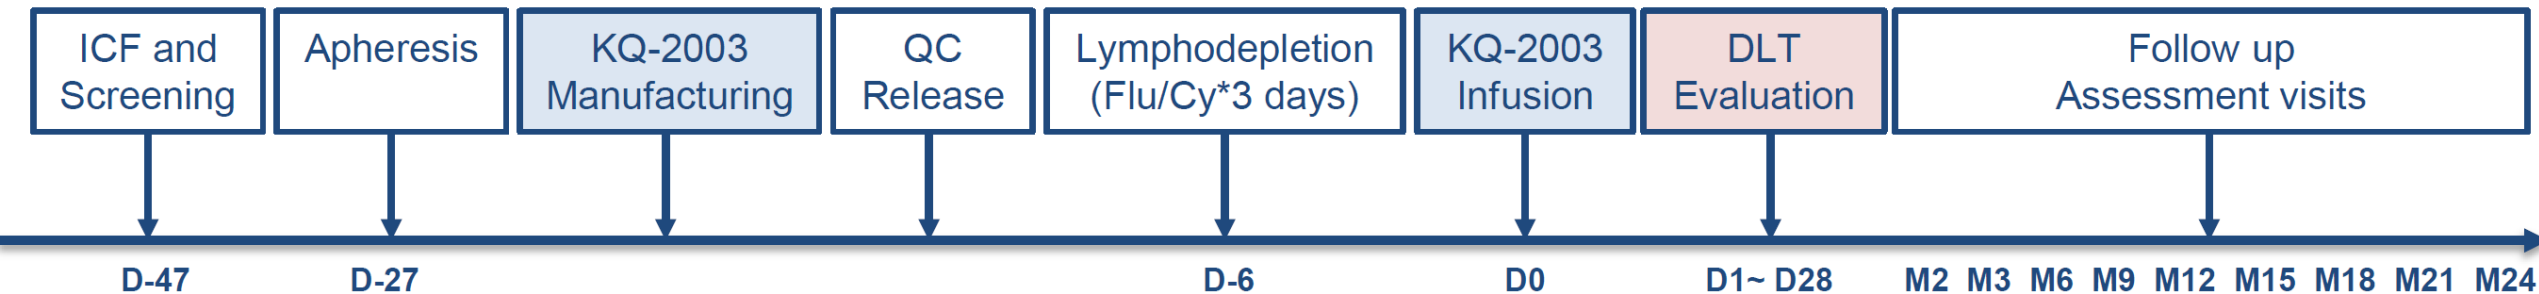 ICF and
Screening
Apheresis
KQ-2003
Manufacturing
QC
Release
Lymphodepletion
(Flu/Cy*3 days)
KQ-2003
Infusion
DLT
Evaluation
Follow up
Assessment visits
D-47
D-27
D-6
D0
D1~ D28
M2 M3 M6 M9 M12 M15 M18 M21 M24